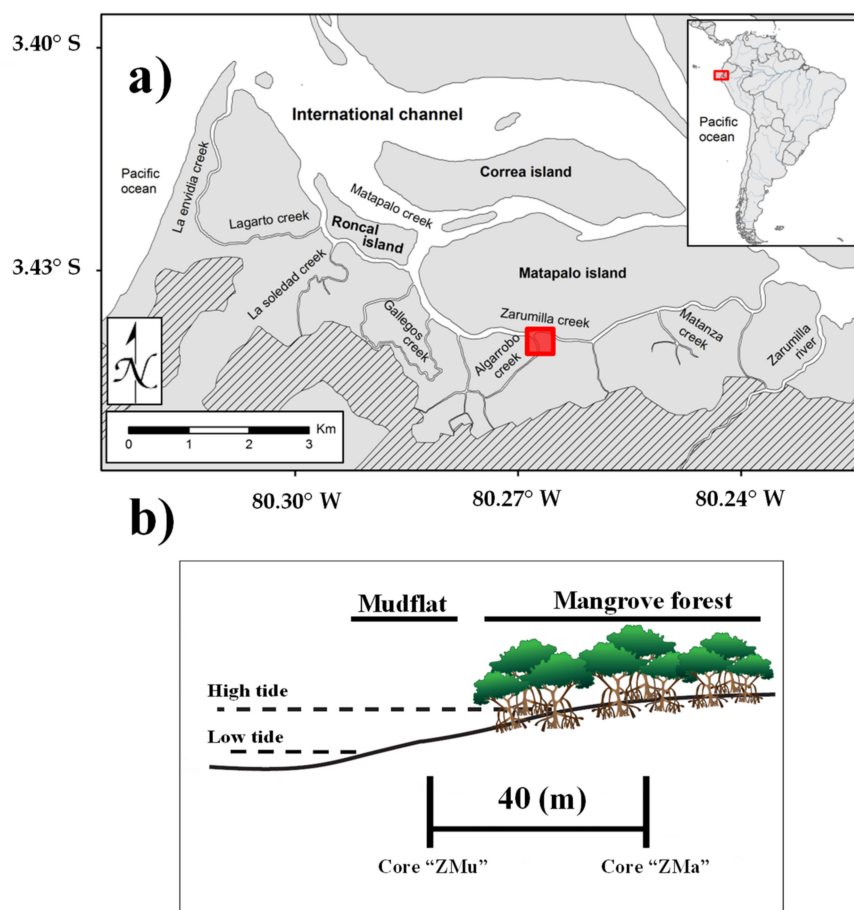 3.40° S
a)
International channel
Pacific
ocean
Pacific
ocean
La envidia creek
Correa island
Matapalo creek
Lagarto creek
Roncal
island
3.43° S
La soledad creek
Matapalo island
Gallegos
creek
Zarumilla creek
Algarrobo
creek
Matanza
creek
Zarumilla
river
N
Km
0 1 2 3
80.30° W 80.27° W 80.24° W
b)
Mudflat Mangrove forest
High tide
Low tide
40 (m)
Core “ZMu” Core “ZMa”